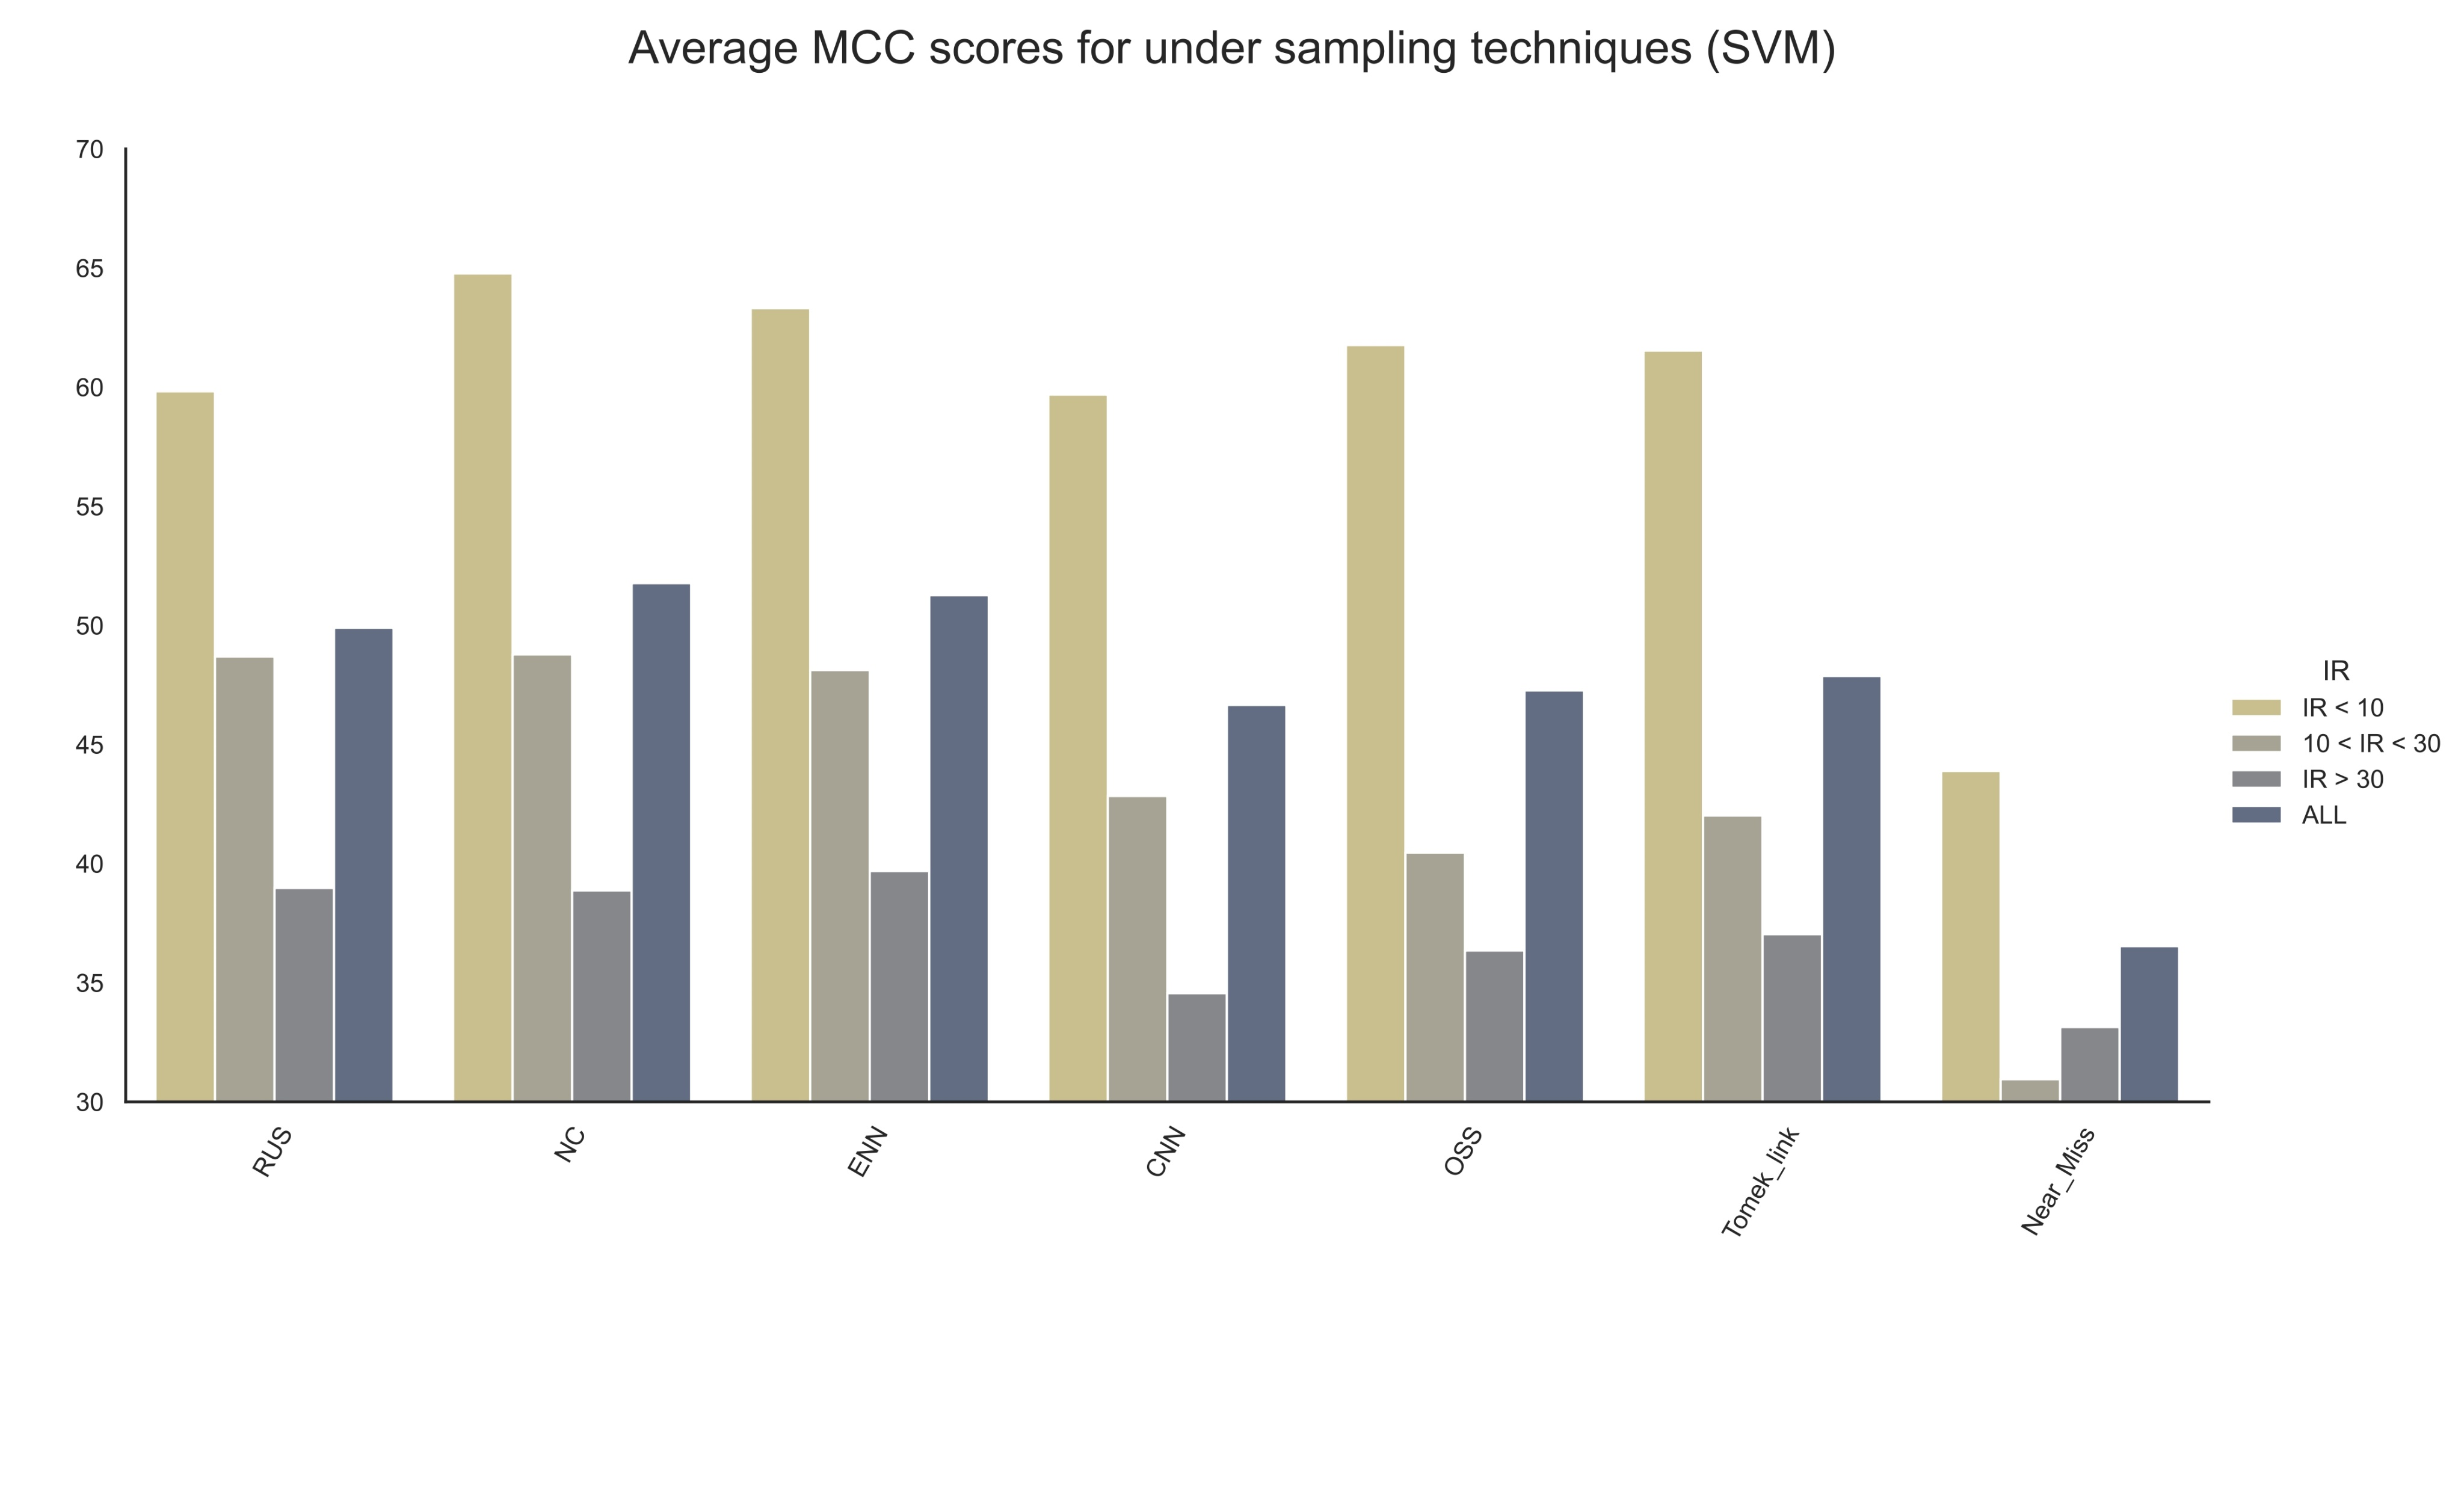 Average MCC scores for under sampling techniques (SVM)
70
65
60
55
50
45
40
35
30
RUS
NC
ENN
CNN
OSS
Tomek_link
Near_Miss
IR
IR < 10
10 < IR < 30
IR > 30
ALL